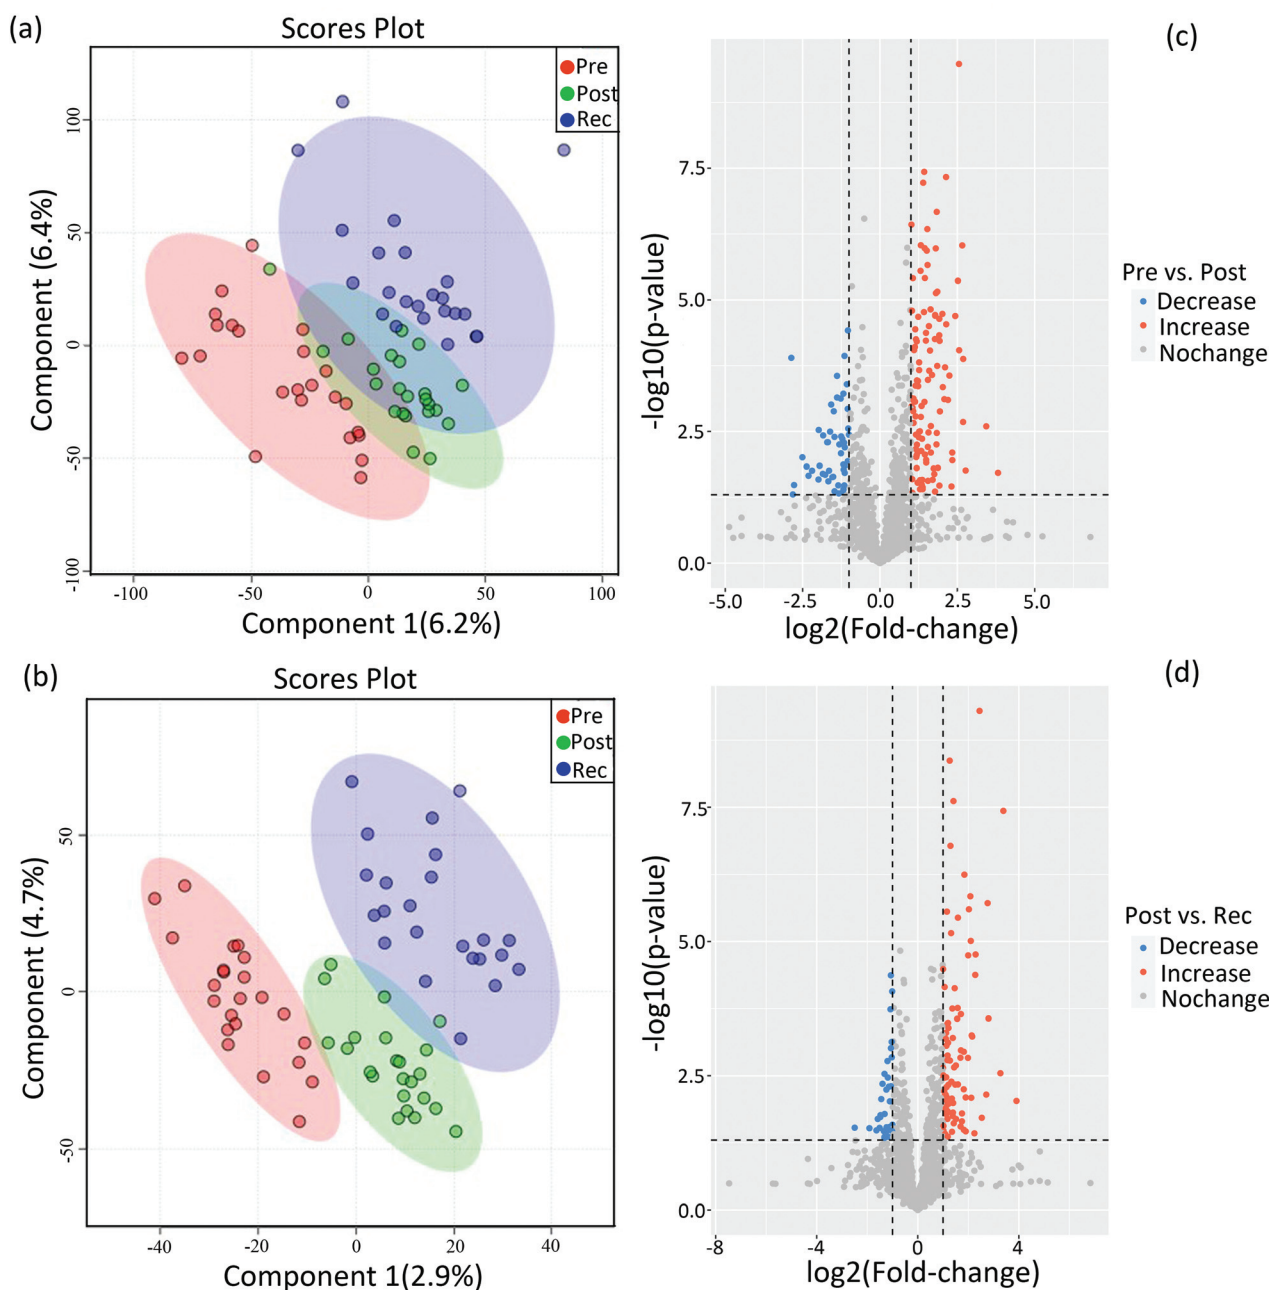 (a)
Scores Plot
Pre
Post
Rec
100
50
0
-50
-100
Component (6.4%)
-100
-50
0
50
100
Component 1(6.2%)
(c)
7.5
5.0
2.5
0.0
-log10(p-value)
-5.0
-2.5
0.0
2.5
5.0
log2(Fold-change)
Pre vs. Post
Decrease
Increase
Nochange
(b)
Scores Plot
Pre
Post
Rec
50
0
-50
Component (4.7%)
-40
-20
0
20
40
Component 1(2.9%)
(d)
7.5
5.0
2.5
0.0
-log10(p-value)
-8
-4
0
4
log2(Fold-change)
Post vs. Rec
Decrease
Increase
Nochange